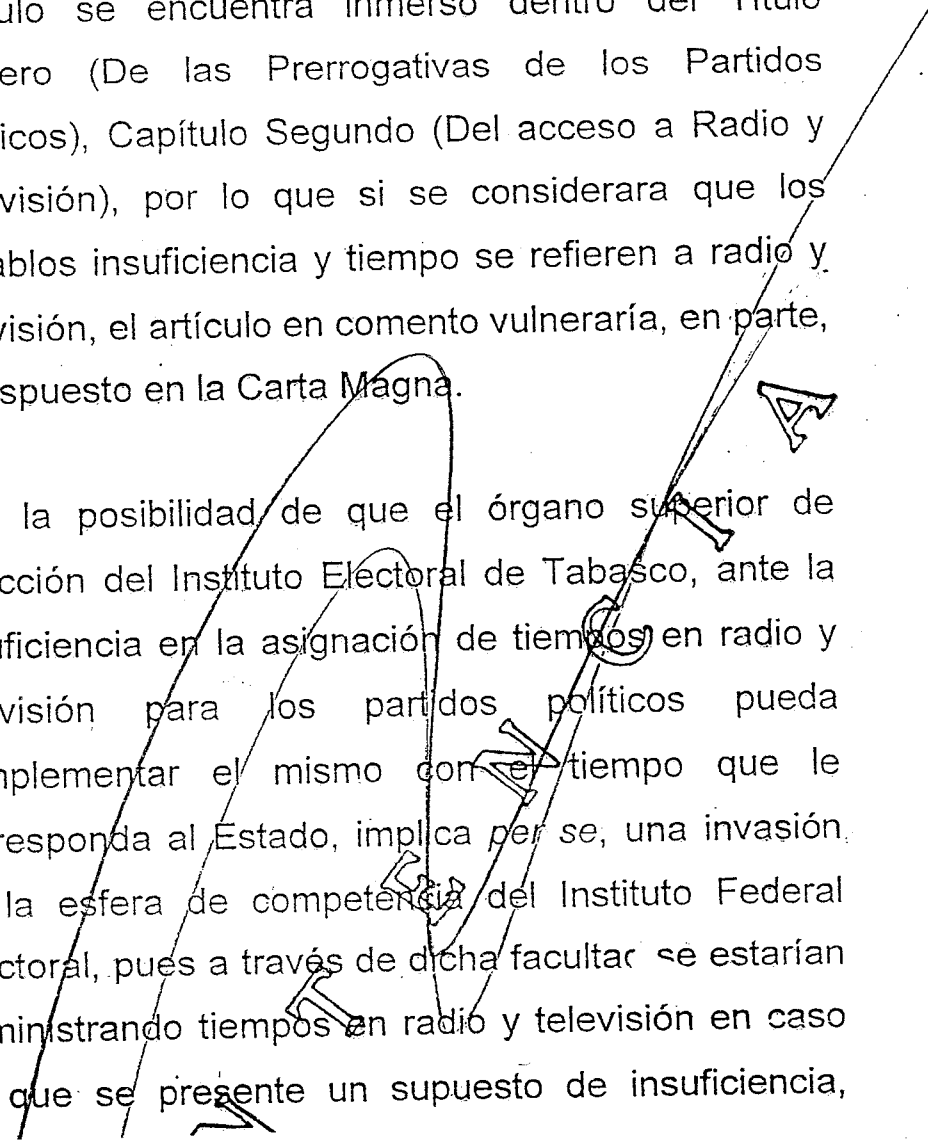 ulo se encuentra inmerso dentro del Título
ero (De las Prerrogativas de los Partidos
icos), Capítulo Segundo (Del acceso a Radio y
visión), por lo que si se considerara que los
ablos insuficiencia y tiempo se refieren a radio y
visión, el artículo en comento vulneraría, en parte,
spuesto en la Carta Magna.
la posibilidad de que el órgano superior de
cción del Instituto Electoral de Tabasco, ante la
uficiencia en la asignación de tiempos en radio y
visión para los partidos políticos pueda
nplementar el mismo con el tiempo que le
responda al Estado, implica per se, una invasión
la esfera de competencia del Instituto Federal
ctoral, pues a través de dicha facultad se estarían
ministrando tiempos en radio y televisión en caso
que se presente un supuesto de insuficiencia,